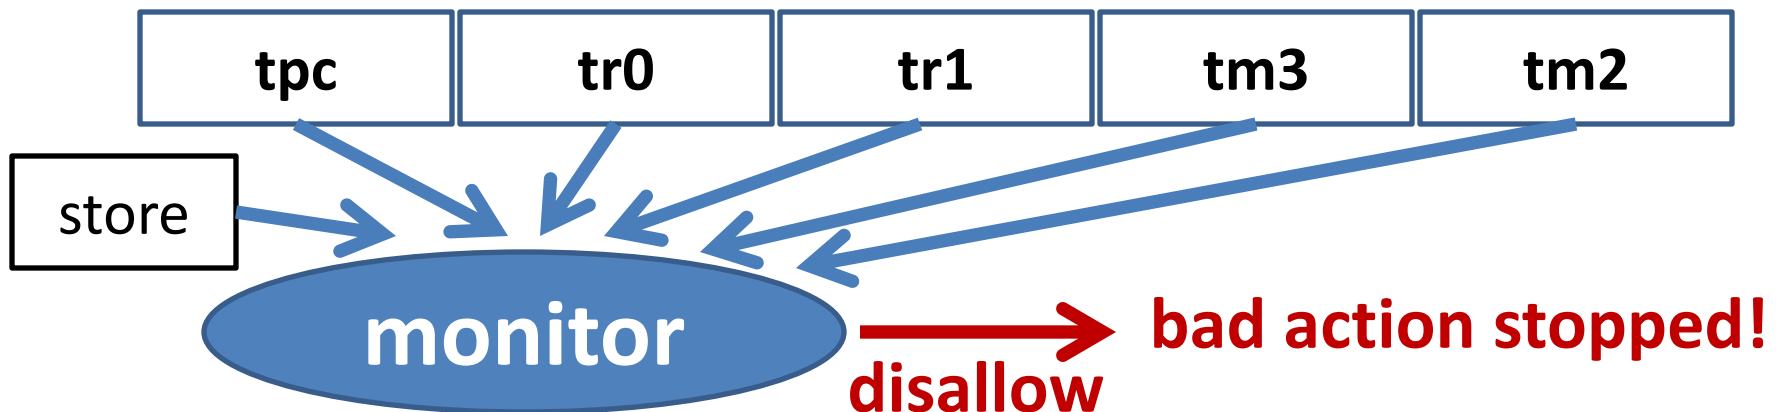 tpc tr0 tr1 tm3 tm2
store
monitor
bad action stopped!
disallow